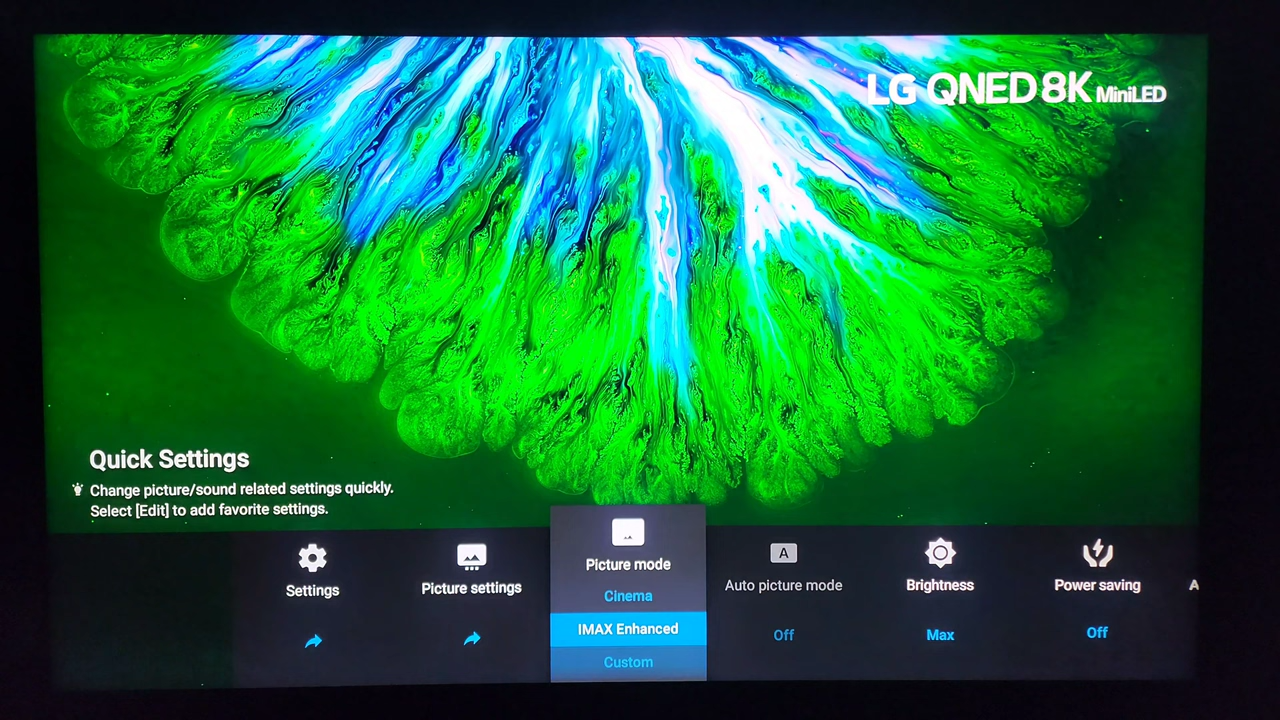 LG QNED 8K MiniLED
Quick Settings
Change picture/sound related settings quickly.
Select [Edit] to add favorite settings.
Settings
Picture settings
Picture mode
Cinema
IMAX Enhanced
Custom
Auto picture mode
Off
Brightness
Max
Power saving
Off
A